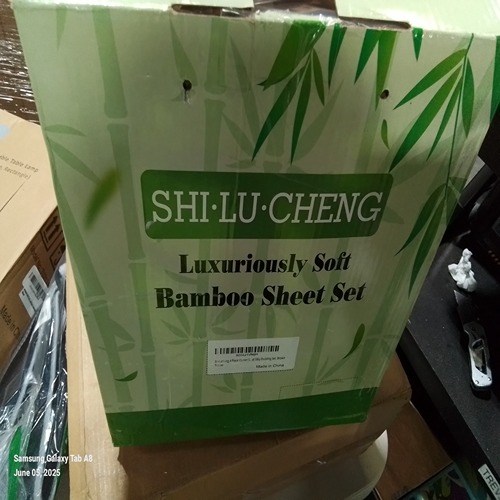 SHI·LU·CHENG
Luxuriously Soft
Bamboo Sheet Set
Made in China
Samsung Galaxy Tab A8
June 05, 2025